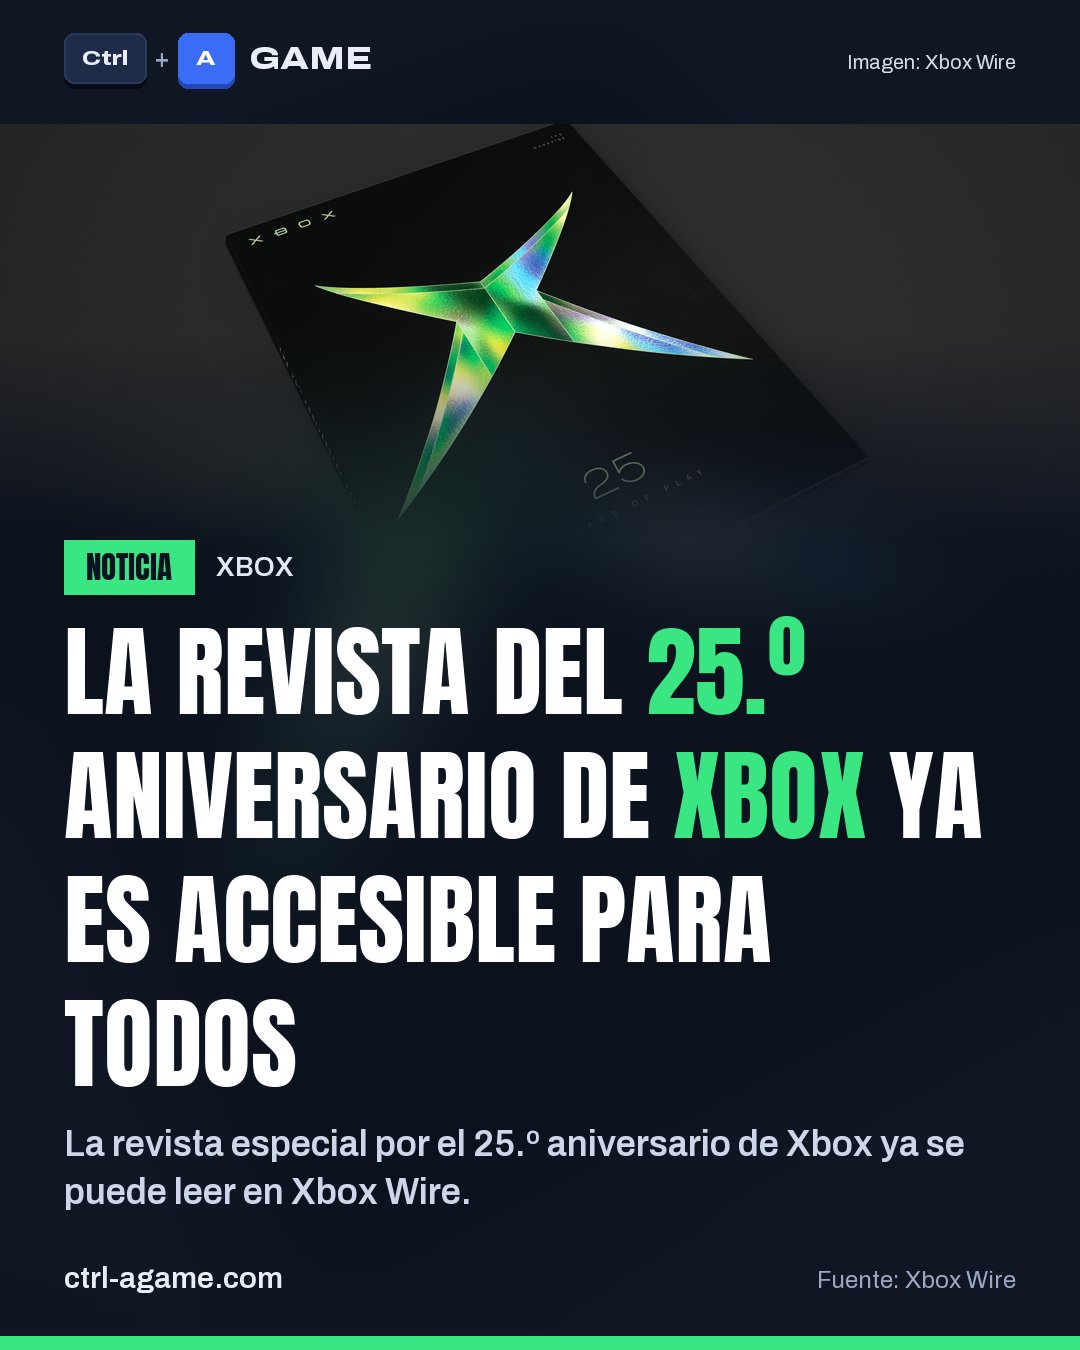 Ctrl + A GAME
Imagen: Xbox Wire
XBOX
25
OF PLAY
NOTICIA XBOX
LA REVISTA DEL 25.º
ANIVERSARIO DE XBOX YA
ES ACCESIBLE PARA
TODOS
La revista especial por el 25.º aniversario de Xbox ya se
puede leer en Xbox Wire.
ctrl-agame.com
Fuente: Xbox Wire